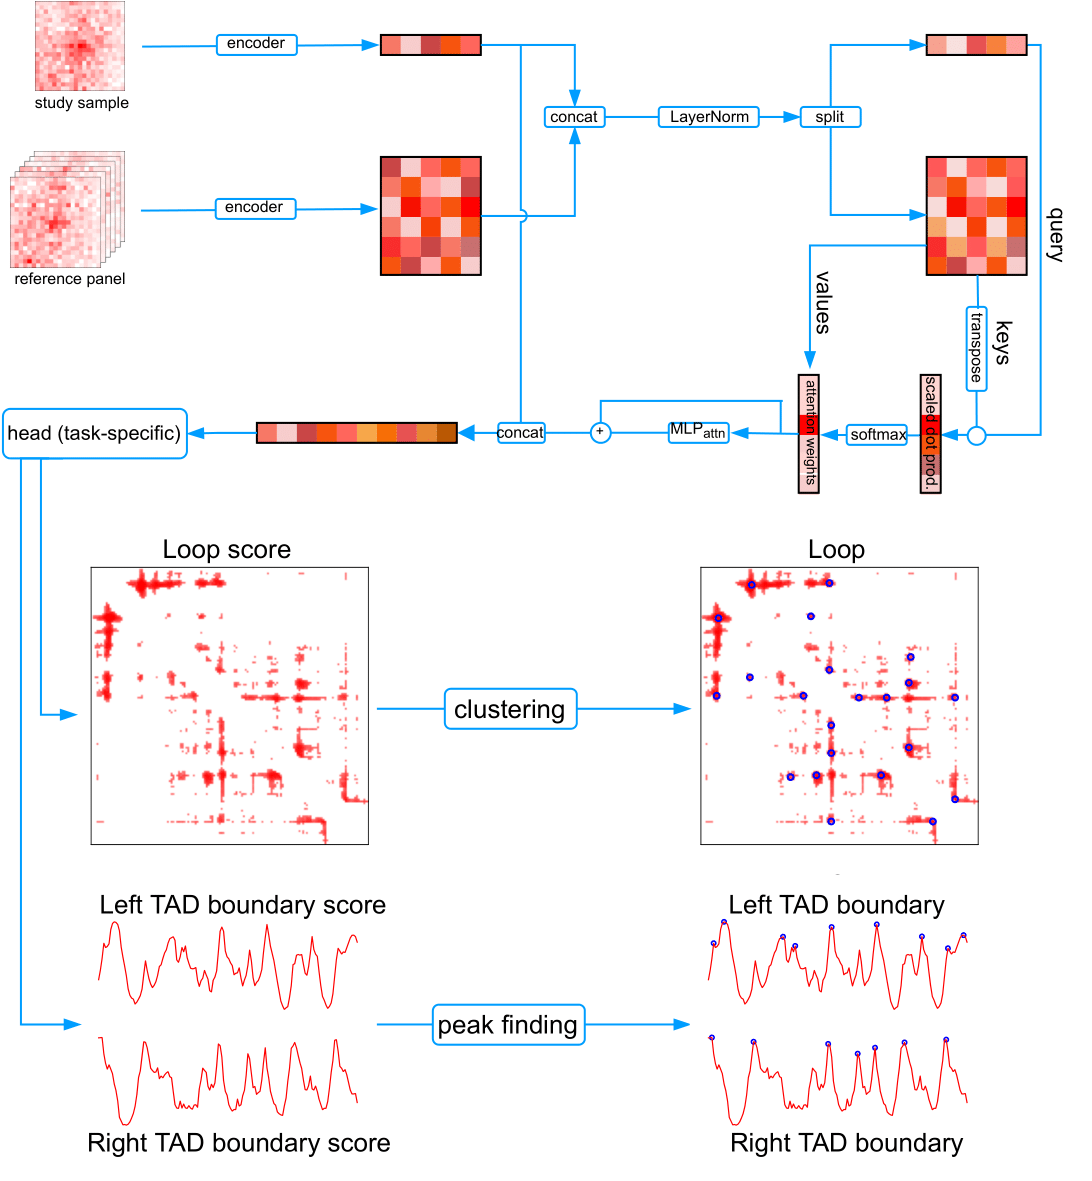 study sample
encoder
concat
LayerNorm
split
reference panel
encoder
query
values
keys
transpose
head (task-specific)
concat
+
MLPattn
attention weights
softmax
scaled dot prod.
Loop score
Loop
clustering
Left TAD boundary score
Left TAD boundary
peak finding
Right TAD boundary score
Right TAD boundary